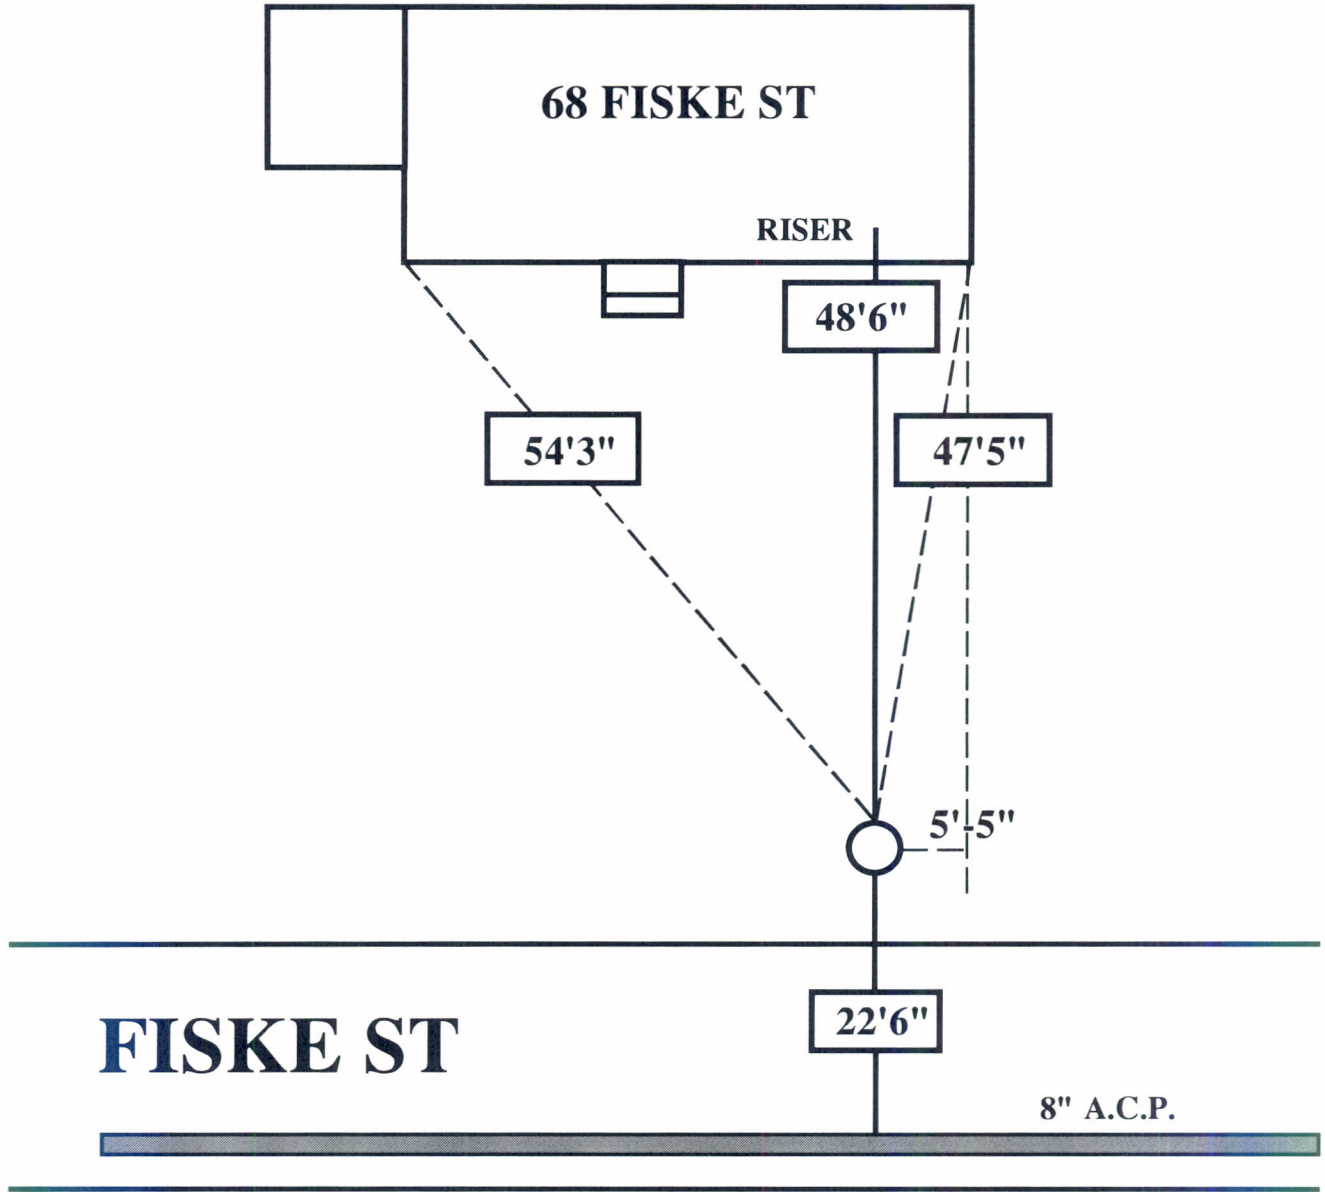 68 FISKE ST
RISER
48'6"
54'3"
47'5"
5'-5"
22'6"
FISKE ST
8" A.C.P.